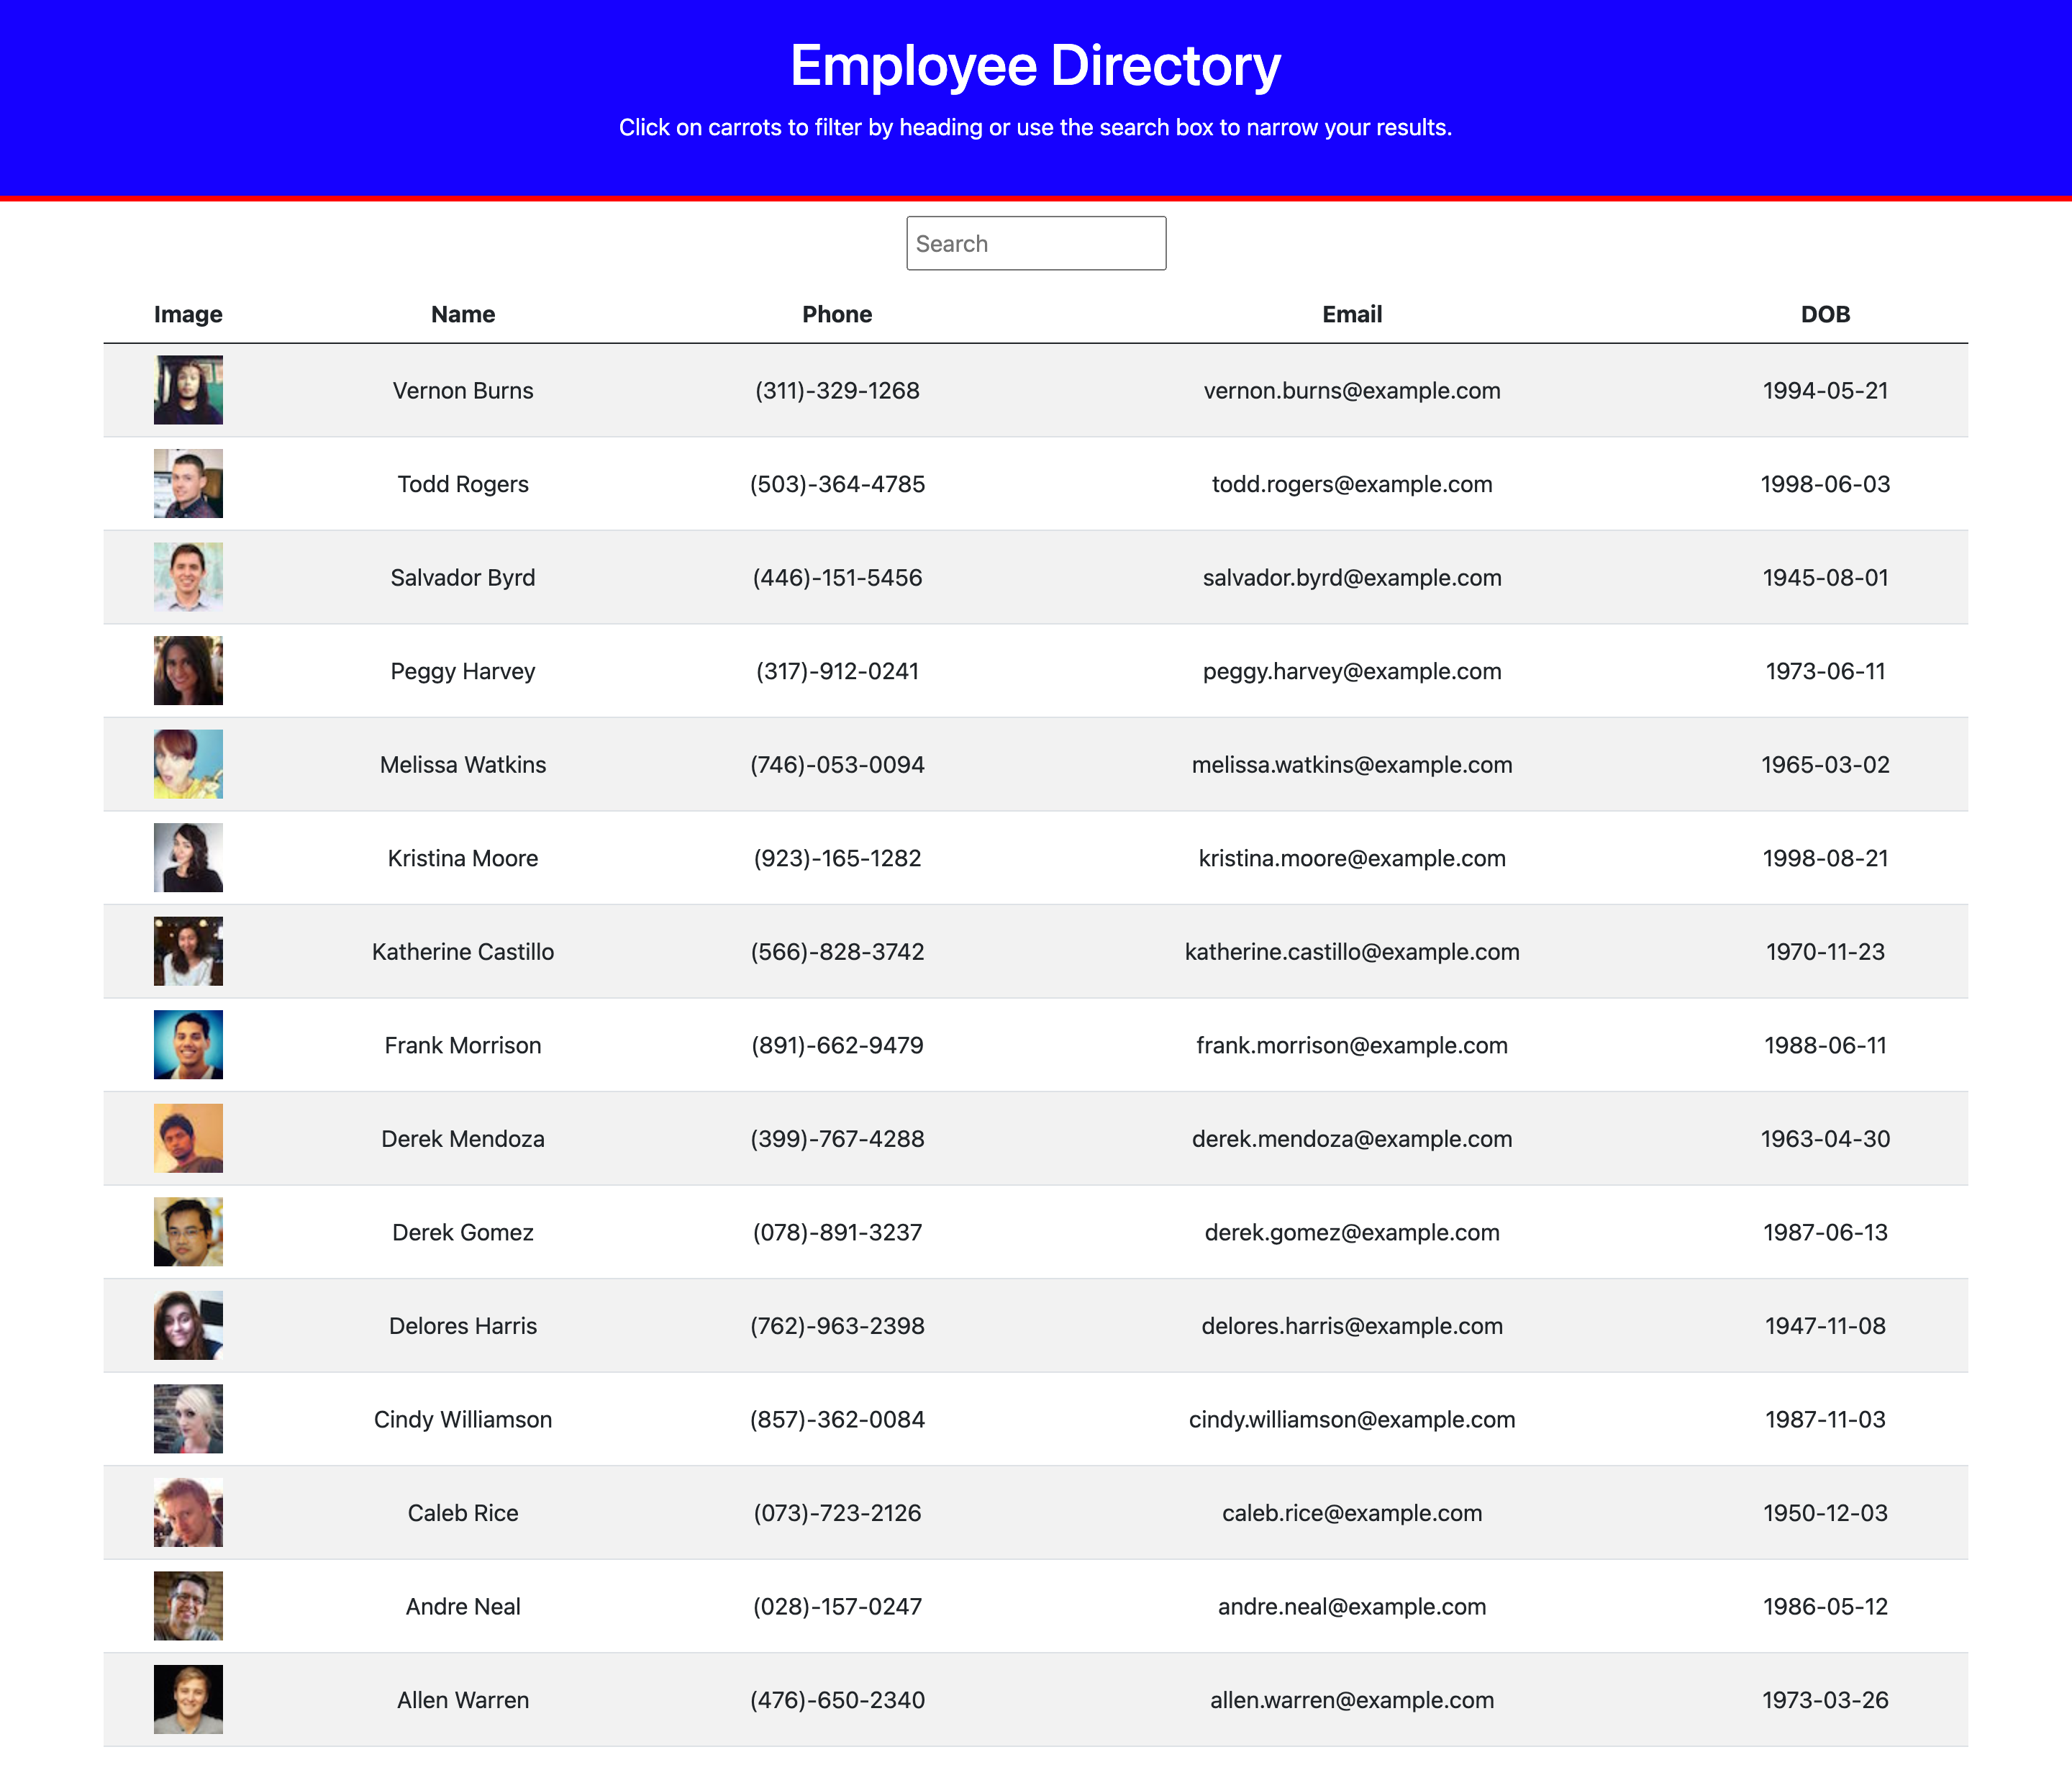 Employee Directory
Click on carrots to filter by heading or use the search box to narrow your results.
Search
Image Name Phone Email DOB
Vernon Burns (311)-329-1268 vernon.burns@example.com 1994-05-21
Todd Rogers (503)-364-4785 todd.rogers@example.com 1998-06-03
Salvador Byrd (446)-151-5456 salvador.byrd@example.com 1945-08-01
Peggy Harvey (317)-912-0241 peggy.harvey@example.com 1973-06-11
Melissa Watkins (746)-053-0094 melissa.watkins@example.com 1965-03-02
Kristina Moore (923)-165-1282 kristina.moore@example.com 1998-08-21
Katherine Castillo (566)-828-3742 katherine.castillo@example.com 1970-11-23
Frank Morrison (891)-662-9479 frank.morrison@example.com 1988-06-11
Derek Mendoza (399)-767-4288 derek.mendoza@example.com 1963-04-30
Derek Gomez (078)-891-3237 derek.gomez@example.com 1987-06-13
Delores Harris (762)-963-2398 delores.harris@example.com 1947-11-08
Cindy Williamson (857)-362-0084 cindy.williamson@example.com 1987-11-03
Caleb Rice (073)-723-2126 caleb.rice@example.com 1950-12-03
Andre Neal (028)-157-0247 andre.neal@example.com 1986-05-12
Allen Warren (476)-650-2340 allen.warren@example.com 1973-03-26